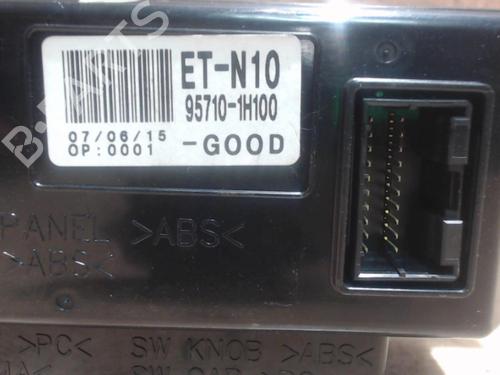 B-PARTS
ET-N10
95710-1H100
07/06/15
OP:0001
-GOOD
PANEL >ABS<
>ABS<
>PC< SW KNOB >ABS<